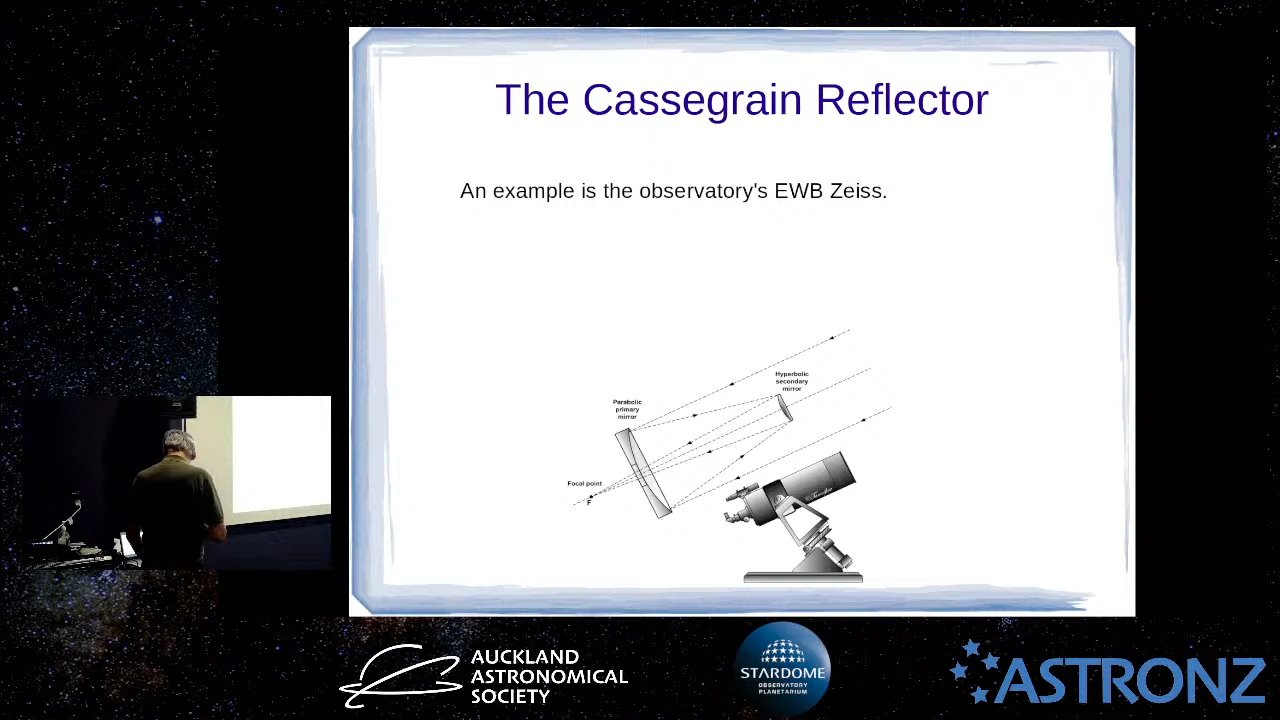 The Cassegrain Reflector
An example is the observatory's EWB Zeiss.
Hyperbolic
secondary
mirror
Parabolic
primary
mirror
Focal point
F
AUCKLAND
ASTRONOMICAL
SOCIETY
STARDOME
OBSERVATORY
PLANETARIUM
ASTRONZ